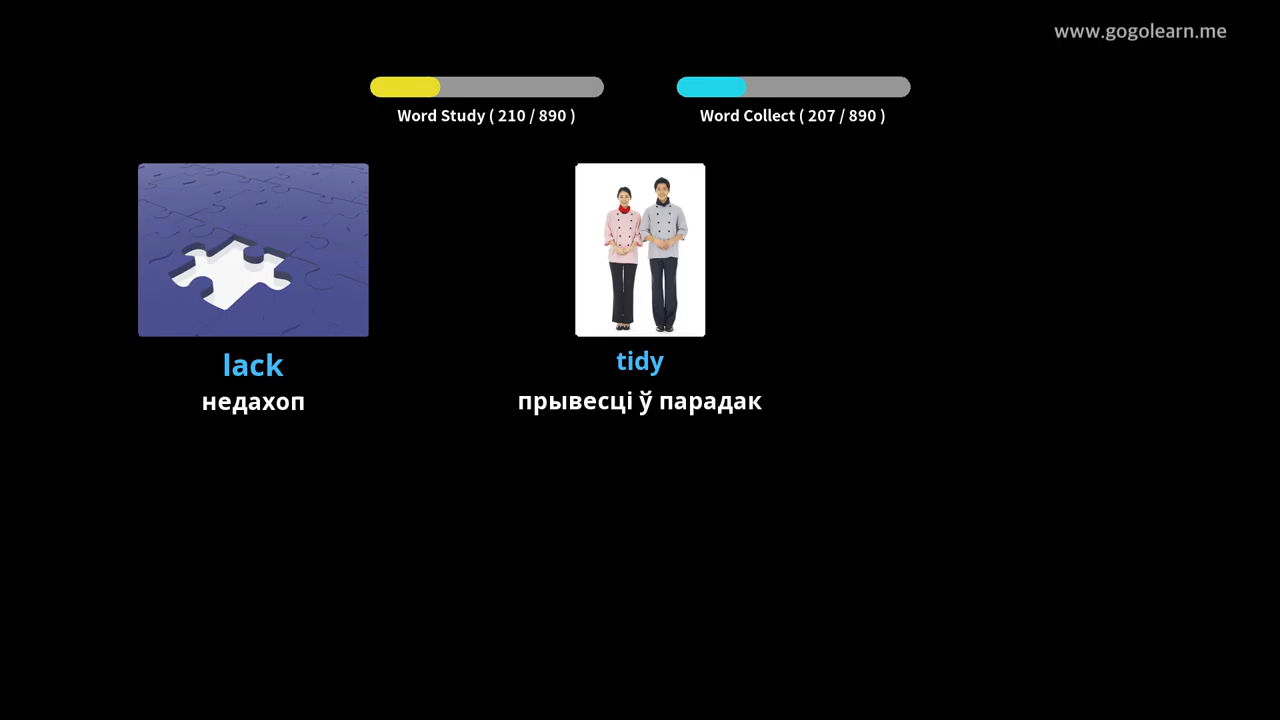 www.gogolearn.me
Word Study ( 210 / 890 )
Word Collect ( 207 / 890 )
lack
недахоп
tidy
прывесці ў парадак